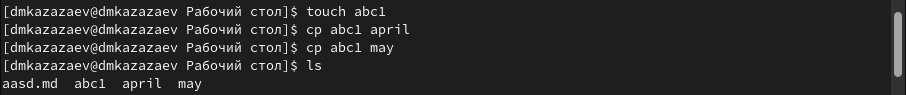 [dmkazazaev@dmkazazaev Рабочий стол]$ touch abc1
[dmkazazaev@dmkazazaev Рабочий стол]$ cp abc1 april
[dmkazazaev@dmkazazaev Рабочий стол]$ cp abc1 may
[dmkazazaev@dmkazazaev Рабочий стол]$ ls
aasd.md  abc1  april  may